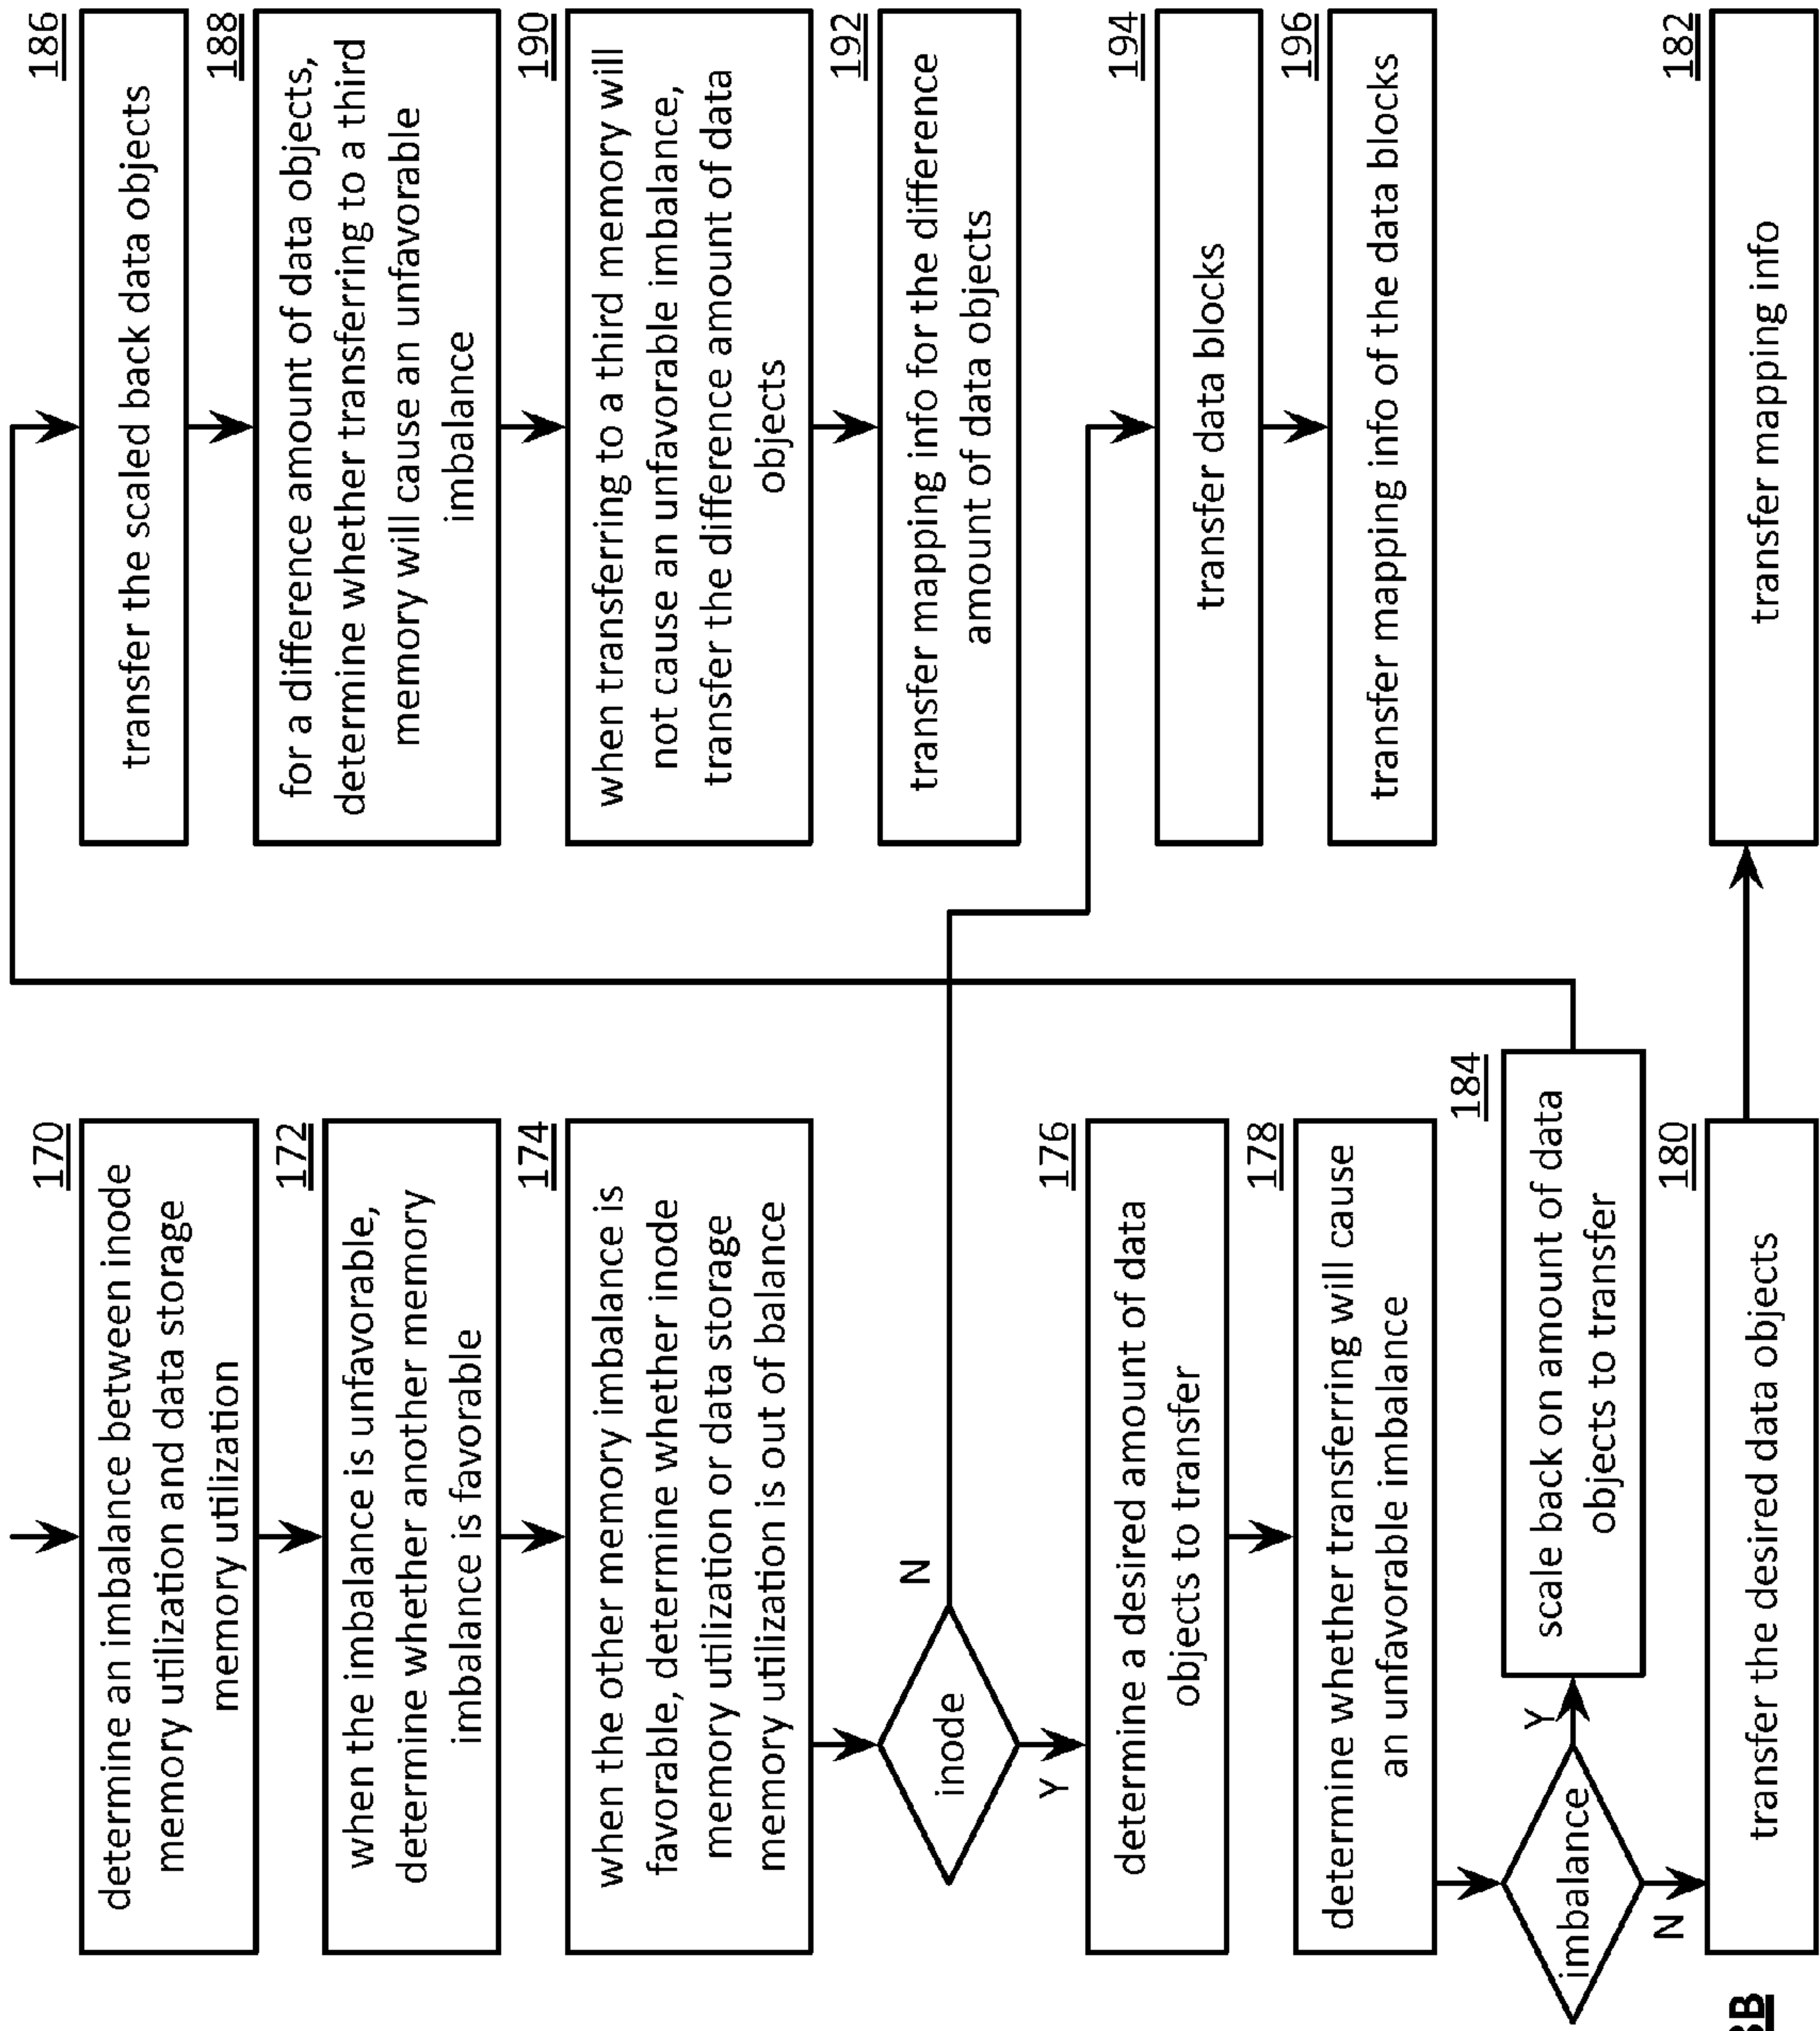 170
determine an imbalance between inode
memory utilization and data storage
memory utilization
172
when the imbalance is unfavorable,
determine whether another memory
imbalance is favorable
174
when the other memory imbalance is
favorable, determine whether inode
memory utilization or data storage
memory utilization is out of balance
inode
N
Y
176
determine a desired amount of data
objects to transfer
178
determine whether transferring will cause
an unfavorable imbalance
imbalance
Y
N
184
scale back on amount of data
objects to transfer
180
transfer the desired data objects
186
transfer the scaled back data objects
188
for a difference amount of data objects,
determine whether transferring to a third
memory will cause an unfavorable
imbalance
190
when transferring to a third memory will
not cause an unfavorable imbalance,
transfer the difference amount of data
objects
192
transfer mapping info for the difference
amount of data objects
194
transfer data blocks
196
transfer mapping info of the data blocks
182
transfer mapping info